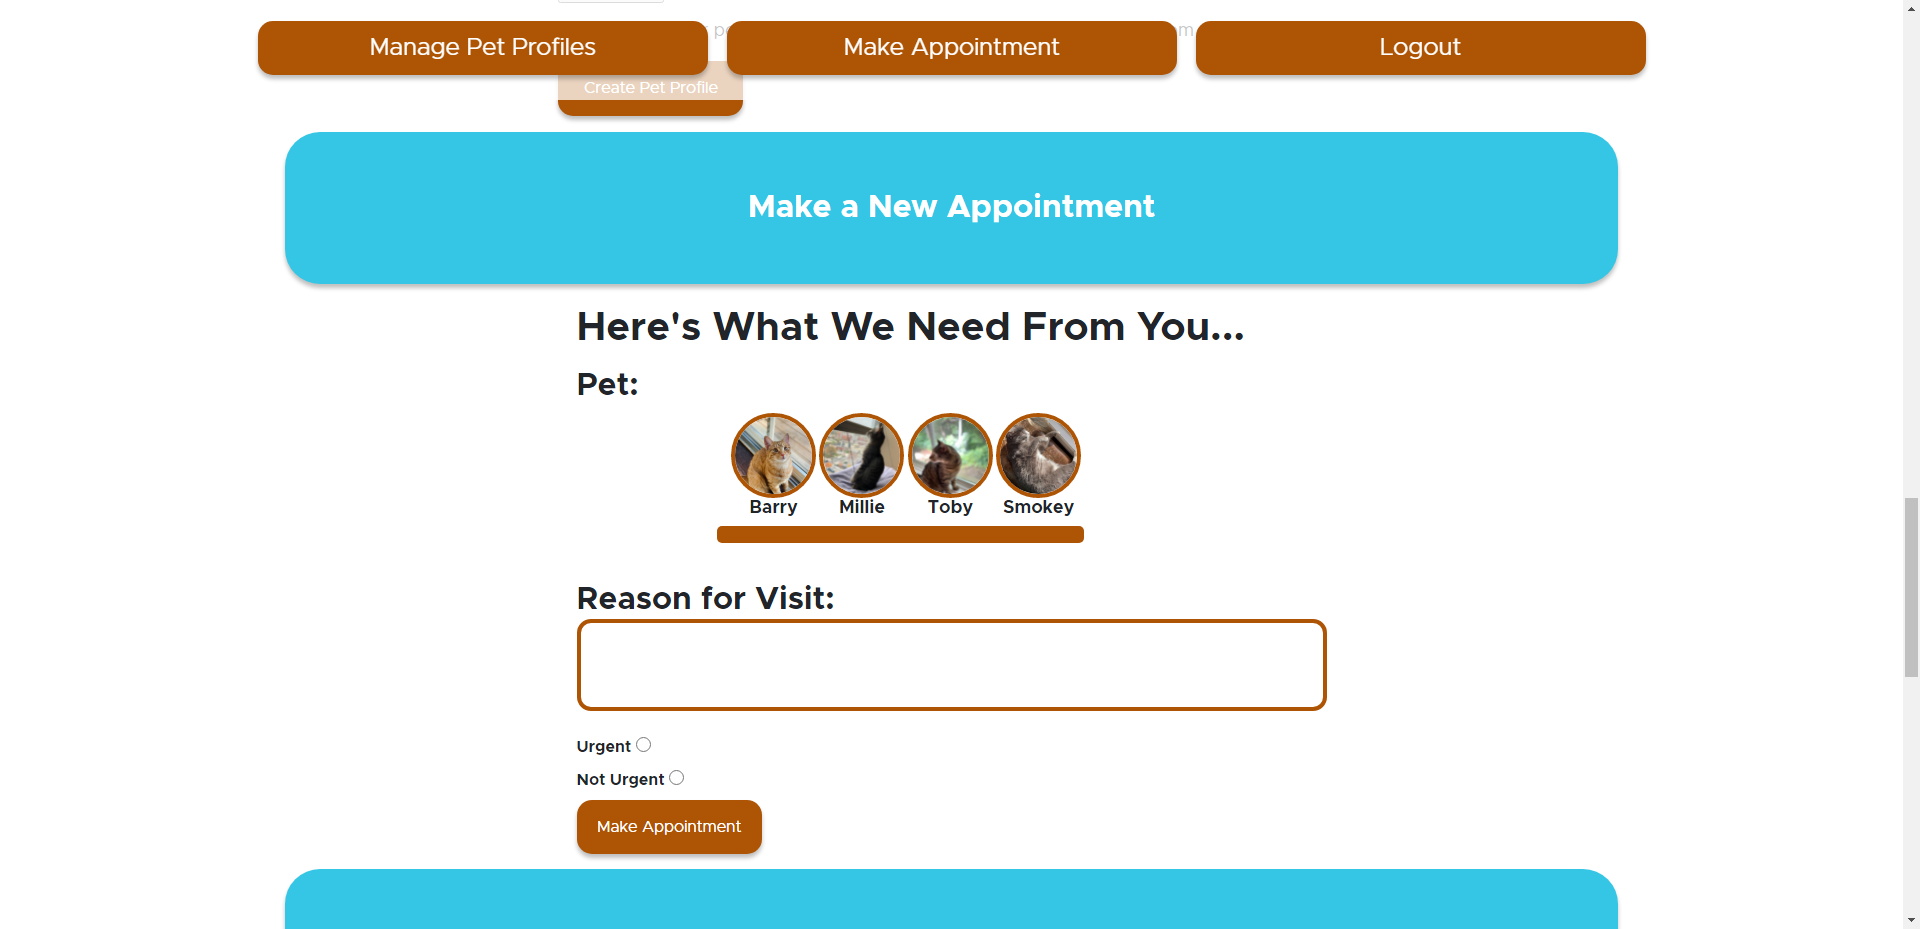 Manage Pet Profiles
Make Appointment
Logout
Create Pet Profile
Make a New Appointment
Here's What We Need From You...
Pet:
Barry
Millie
Toby
Smokey
Reason for Visit:
Urgent
Not Urgent
Make Appointment